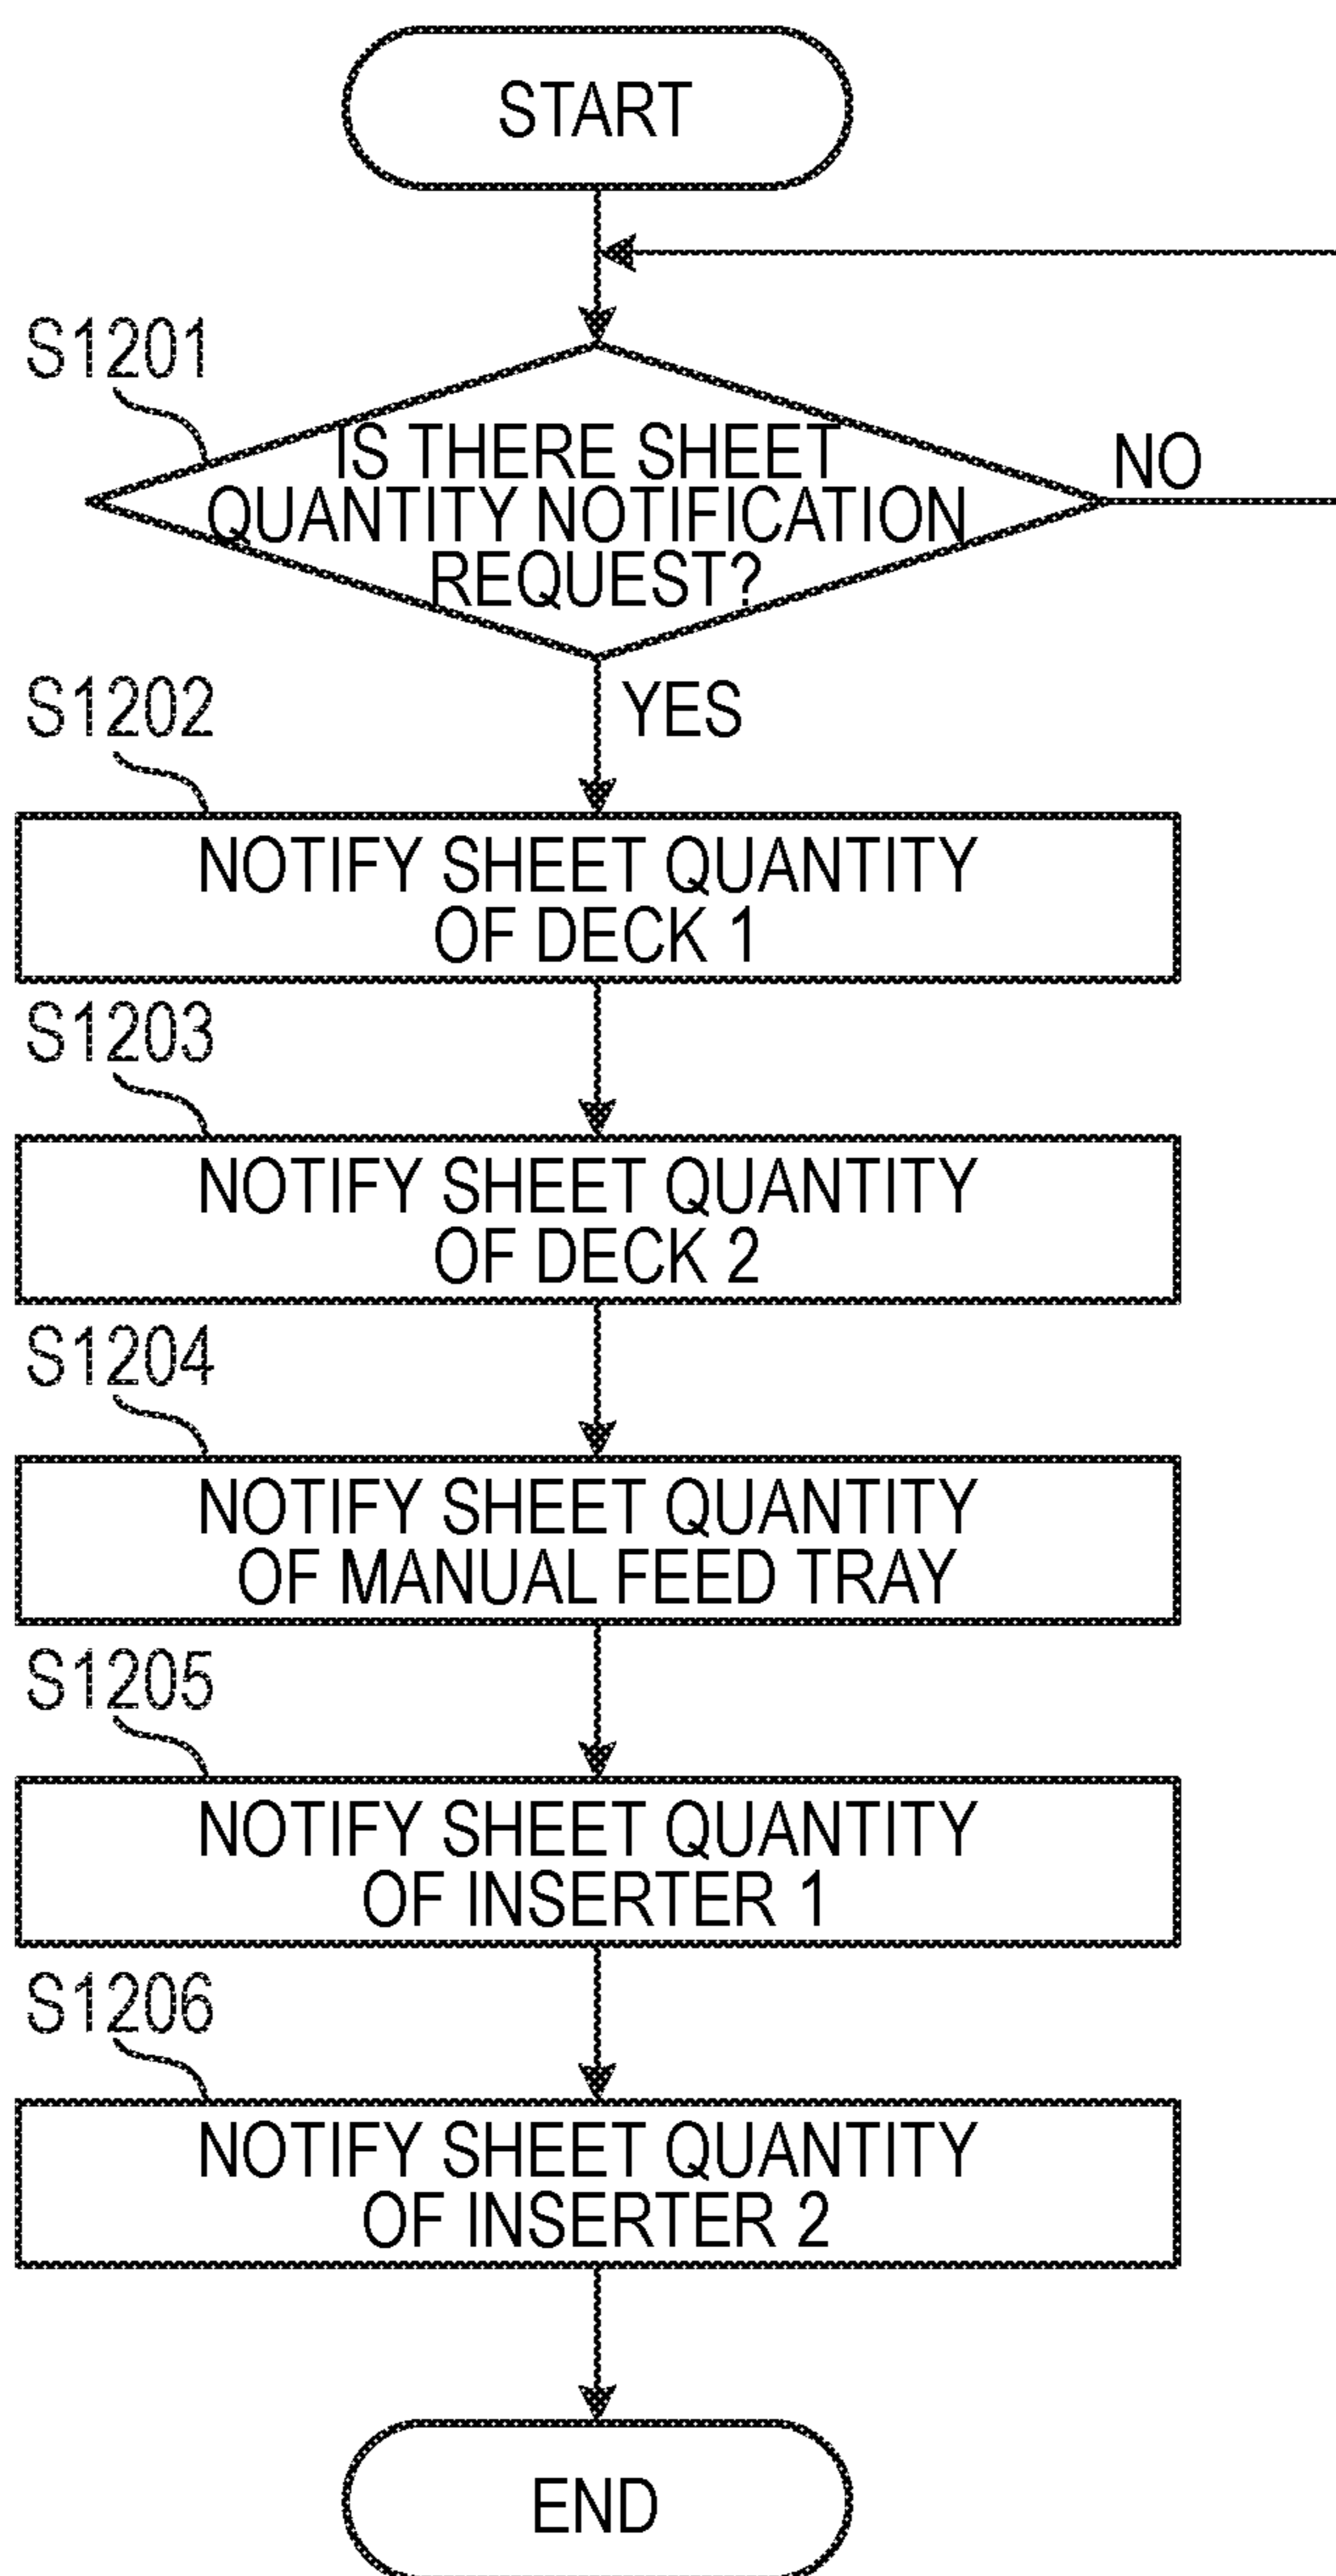 START
S1201
IS THERE SHEET
QUANTITY NOTIFICATION
REQUEST?
NO
YES
S1202
NOTIFY SHEET QUANTITY
OF DECK 1
S1203
NOTIFY SHEET QUANTITY
OF DECK 2
S1204
NOTIFY SHEET QUANTITY
OF MANUAL FEED TRAY
S1205
NOTIFY SHEET QUANTITY
OF INSERTER 1
S1206
NOTIFY SHEET QUANTITY
OF INSERTER 2
END